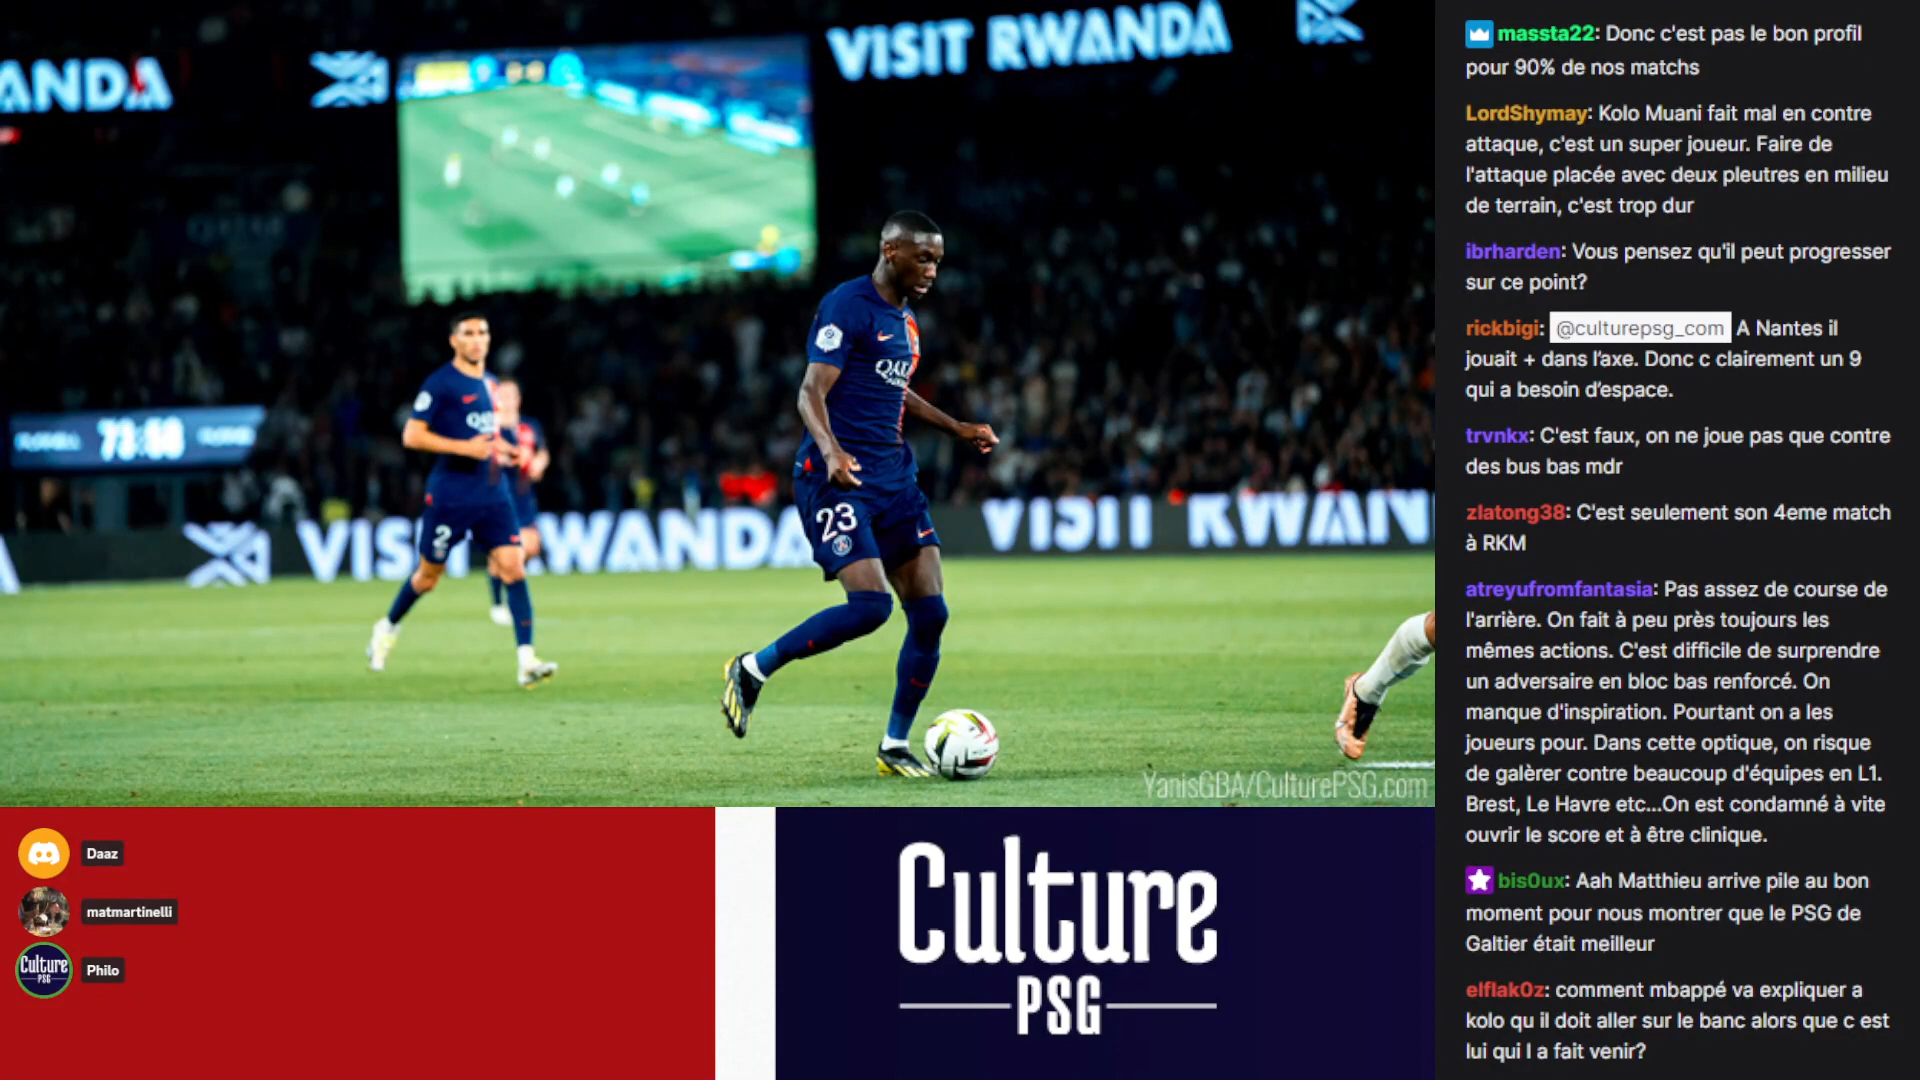 ANDA
VISIT RWANDA
73:58
QATAR
QATAR
2
23
VISIT RWANDA
VISIT RWAN
YanisGBA/CulturePSG.com
Daaz
matmartinelli
Culture
PSG
Philo
Culture
PSG
massta22: Donc c'est pas le bon profil
pour 90% de nos matchs
LordShymay: Kolo Muani fait mal en contre
attaque, c'est un super joueur. Faire de
l'attaque placée avec deux pleutres en milieu
de terrain, c'est trop dur
ibrharden: Vous pensez qu'il peut progresser
sur ce point?
rickbigi: @culturepsg_com A Nantes il
jouait + dans l’axe. Donc c clairement un 9
qui a besoin d’espace.
trvnkx: C'est faux, on ne joue pas que contre
des bus bas mdr
zlatong38: C'est seulement son 4eme match
à RKM
atreyufromfantasia: Pas assez de course de
l'arrière. On fait à peu près toujours les
mêmes actions. C'est difficile de surprendre
un adversaire en bloc bas renforcé. On
manque d'inspiration. Pourtant on a les
joueurs pour. Dans cette optique, on risque
de galèrer contre beaucoup d'équipes en L1.
Brest, Le Havre etc...On est condamné à vite
ouvrir le score et à être clinique.
bis0ux: Aah Matthieu arrive pile au bon
moment pour nous montrer que le PSG de
Galtier était meilleur
elflak0z: comment mbappé va expliquer a
kolo qu il doit aller sur le banc alors que c est
lui qui l a fait venir?